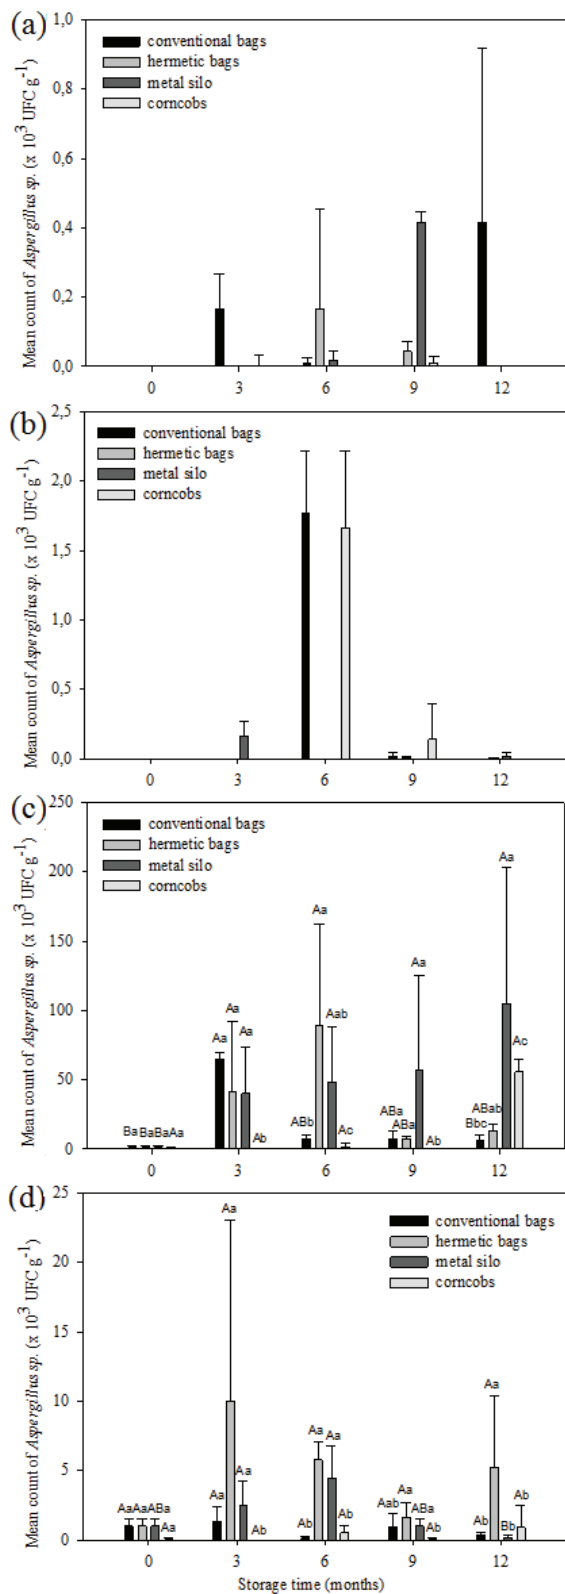 (a)
Mean count of Aspergillus sp. (x 10³ UFC g⁻¹)
1,0
0,8
0,6
0,4
0,2
0,0
conventional bags
hermetic bags
metal silo
corncobs
0 3 6 9 12
(b)
Mean count of Aspergillus sp. (x 10³ UFC g⁻¹)
2,5
2,0
1,5
1,0
0,5
0,0
conventional bags
hermetic bags
metal silo
corncobs
0 3 6 9 12
(c)
Mean count of Aspergillus sp. (x 10³ UFC g⁻¹)
250
200
150
100
50
0
conventional bags
hermetic bags
metal silo
corncobs
Ba Ba Ba Aa
Aa Aa Aa Ab
ABb Aa Aab Ac
ABa ABa Aa Ab
Bbc ABab Aa Ac
0 3 6 9 12
(d)
Mean count of Aspergillus sp. (x 10³ UFC g⁻¹)
25
20
15
10
5
0
conventional bags
hermetic bags
metal silo
corncobs
Aa Aa ABa Aa
Aa Aa Aa Ab
Ab Aa Aa Ab
Aab Aa ABa Ab
Ab Aa Bb Ab
0 3 6 9 12
Storage time (months)